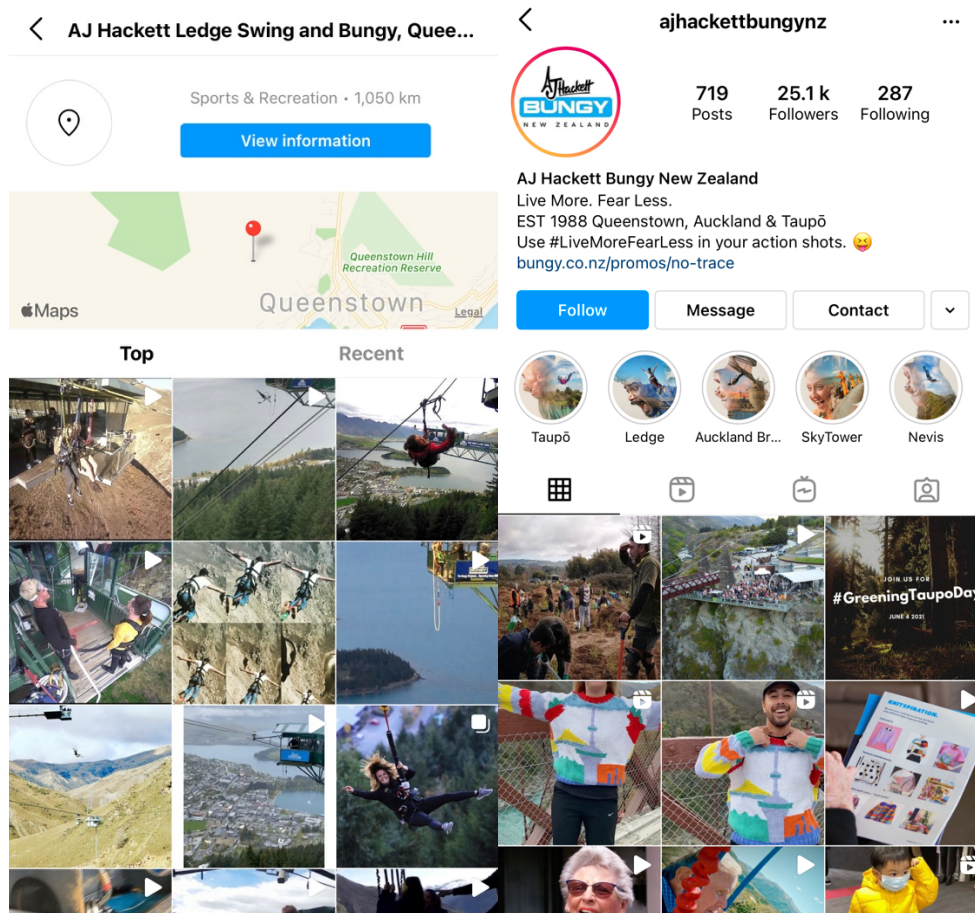 AJ Hackett Ledge Swing and Bungy, Quee...
Sports & Recreation • 1,050 km
View information
Queenstown Hill
Recreation Reserve
Queenstown
Maps
Legal
Top
Recent
ajhackettbungynz
AJHackett
BUNGY
NEW ZEALAND
719
Posts
25.1 k
Followers
287
Following
AJ Hackett Bungy New Zealand
Live More. Fear Less.
EST 1988 Queenstown, Auckland & Taupō
Use #LiveMoreFearLess in your action shots. 😝
bungy.co.nz/promos/no-trace
Follow
Message
Contact
Taupō
Ledge
Auckland Br...
SkyTower
Nevis
JOIN US FOR
#GreeningTaupoDay
JUNE 4 2021
KNITSPIRATION.